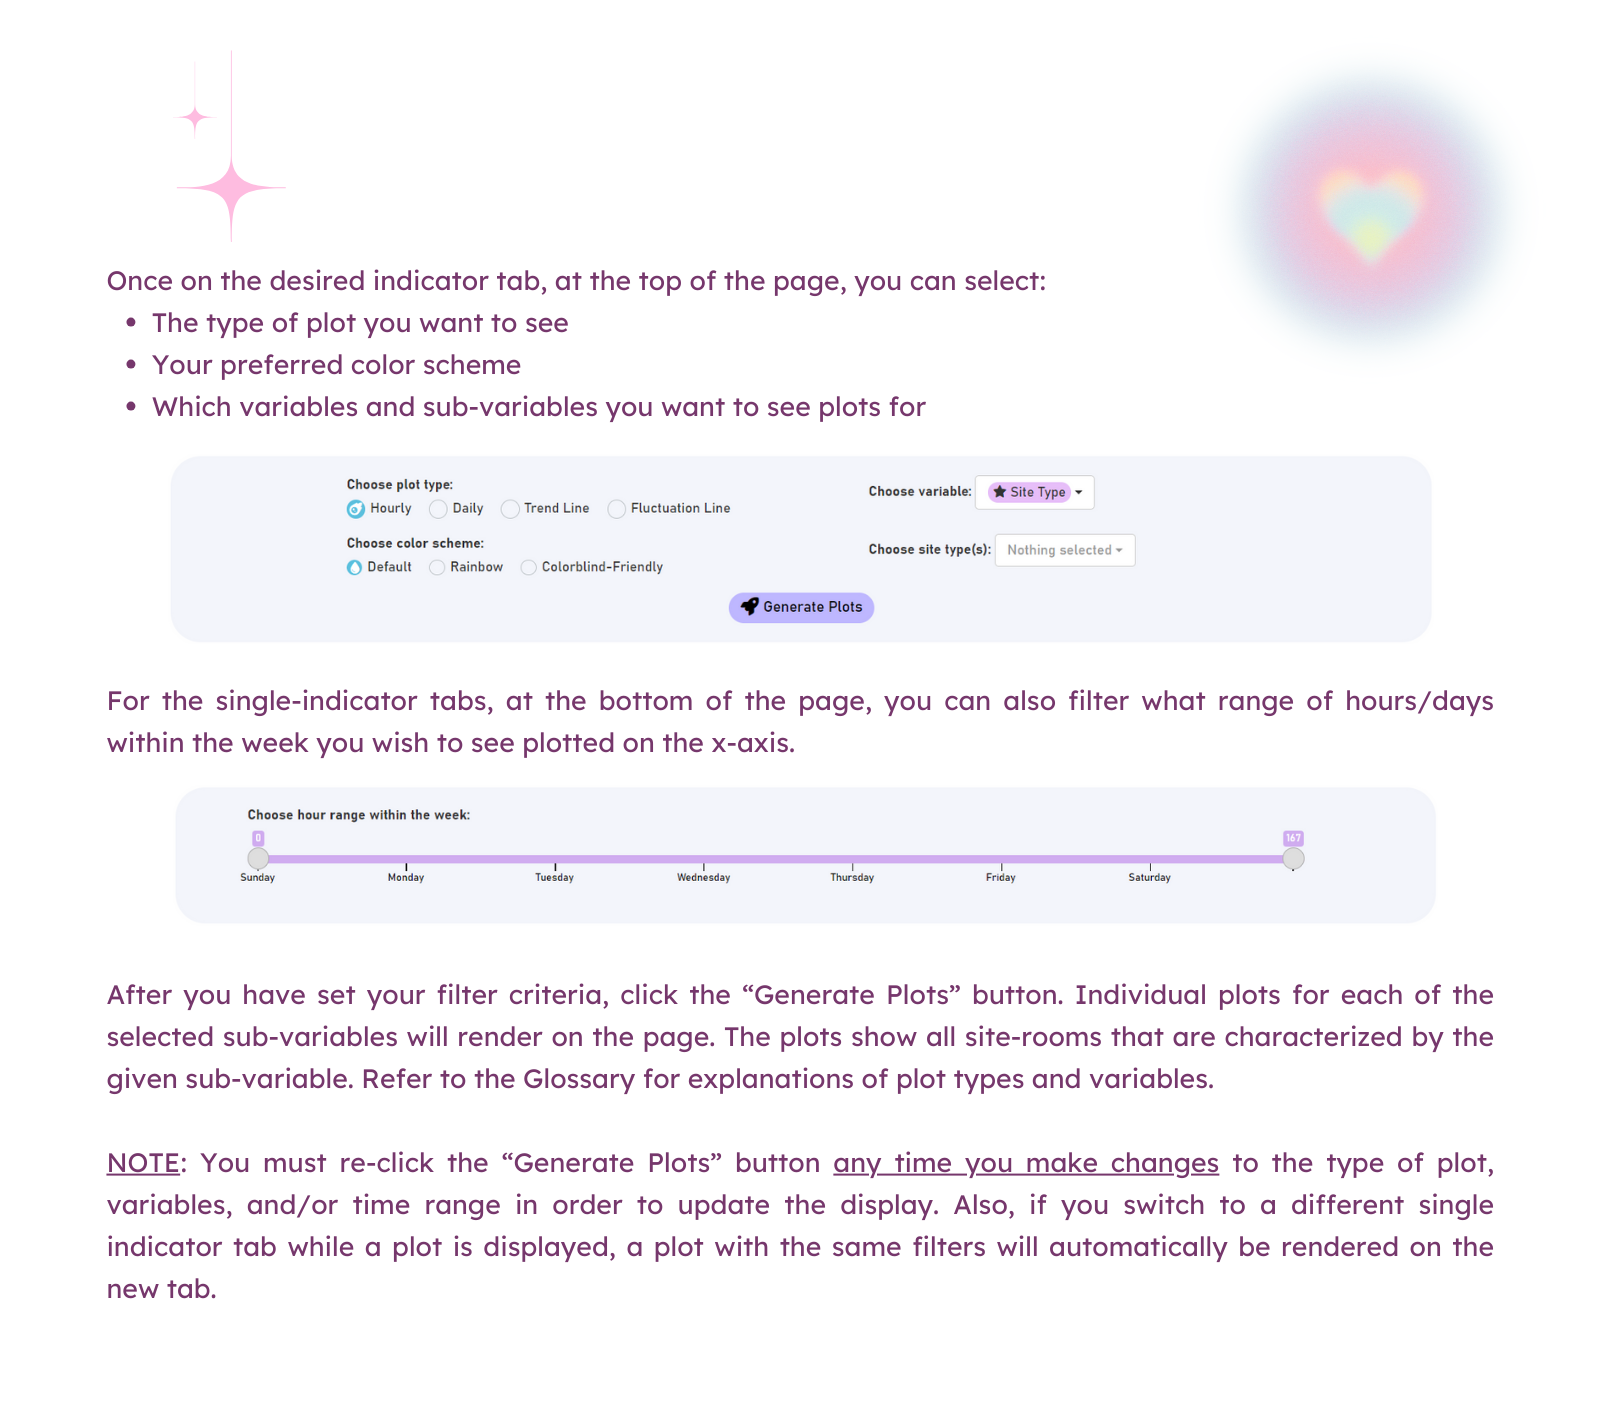 Once on the desired indicator tab, at the top of the page, you can select:
• The type of plot you want to see
• Your preferred color scheme
• Which variables and sub-variables you want to see plots for
Choose plot type:
Hourly Daily Trend Line Fluctuation Line
Choose color scheme:
Default Rainbow Colorblind-Friendly
Choose variable: Site Type
Choose site type(s): Nothing selected
Generate Plots
For the single-indicator tabs, at the bottom of the page, you can also filter what range of hours/days
within the week you wish to see plotted on the x-axis.
Choose hour range within the week:
0 167
Sunday Monday Tuesday Wednesday Thursday Friday Saturday
After you have set your filter criteria, click the “Generate Plots” button. Individual plots for each of the
selected sub-variables will render on the page. The plots show all site-rooms that are characterized by the
given sub-variable. Refer to the Glossary for explanations of plot types and variables.
NOTE: You must re-click the “Generate Plots” button any time you make changes to the type of plot,
variables, and/or time range in order to update the display. Also, if you switch to a different single
indicator tab while a plot is displayed, a plot with the same filters will automatically be rendered on the
new tab.